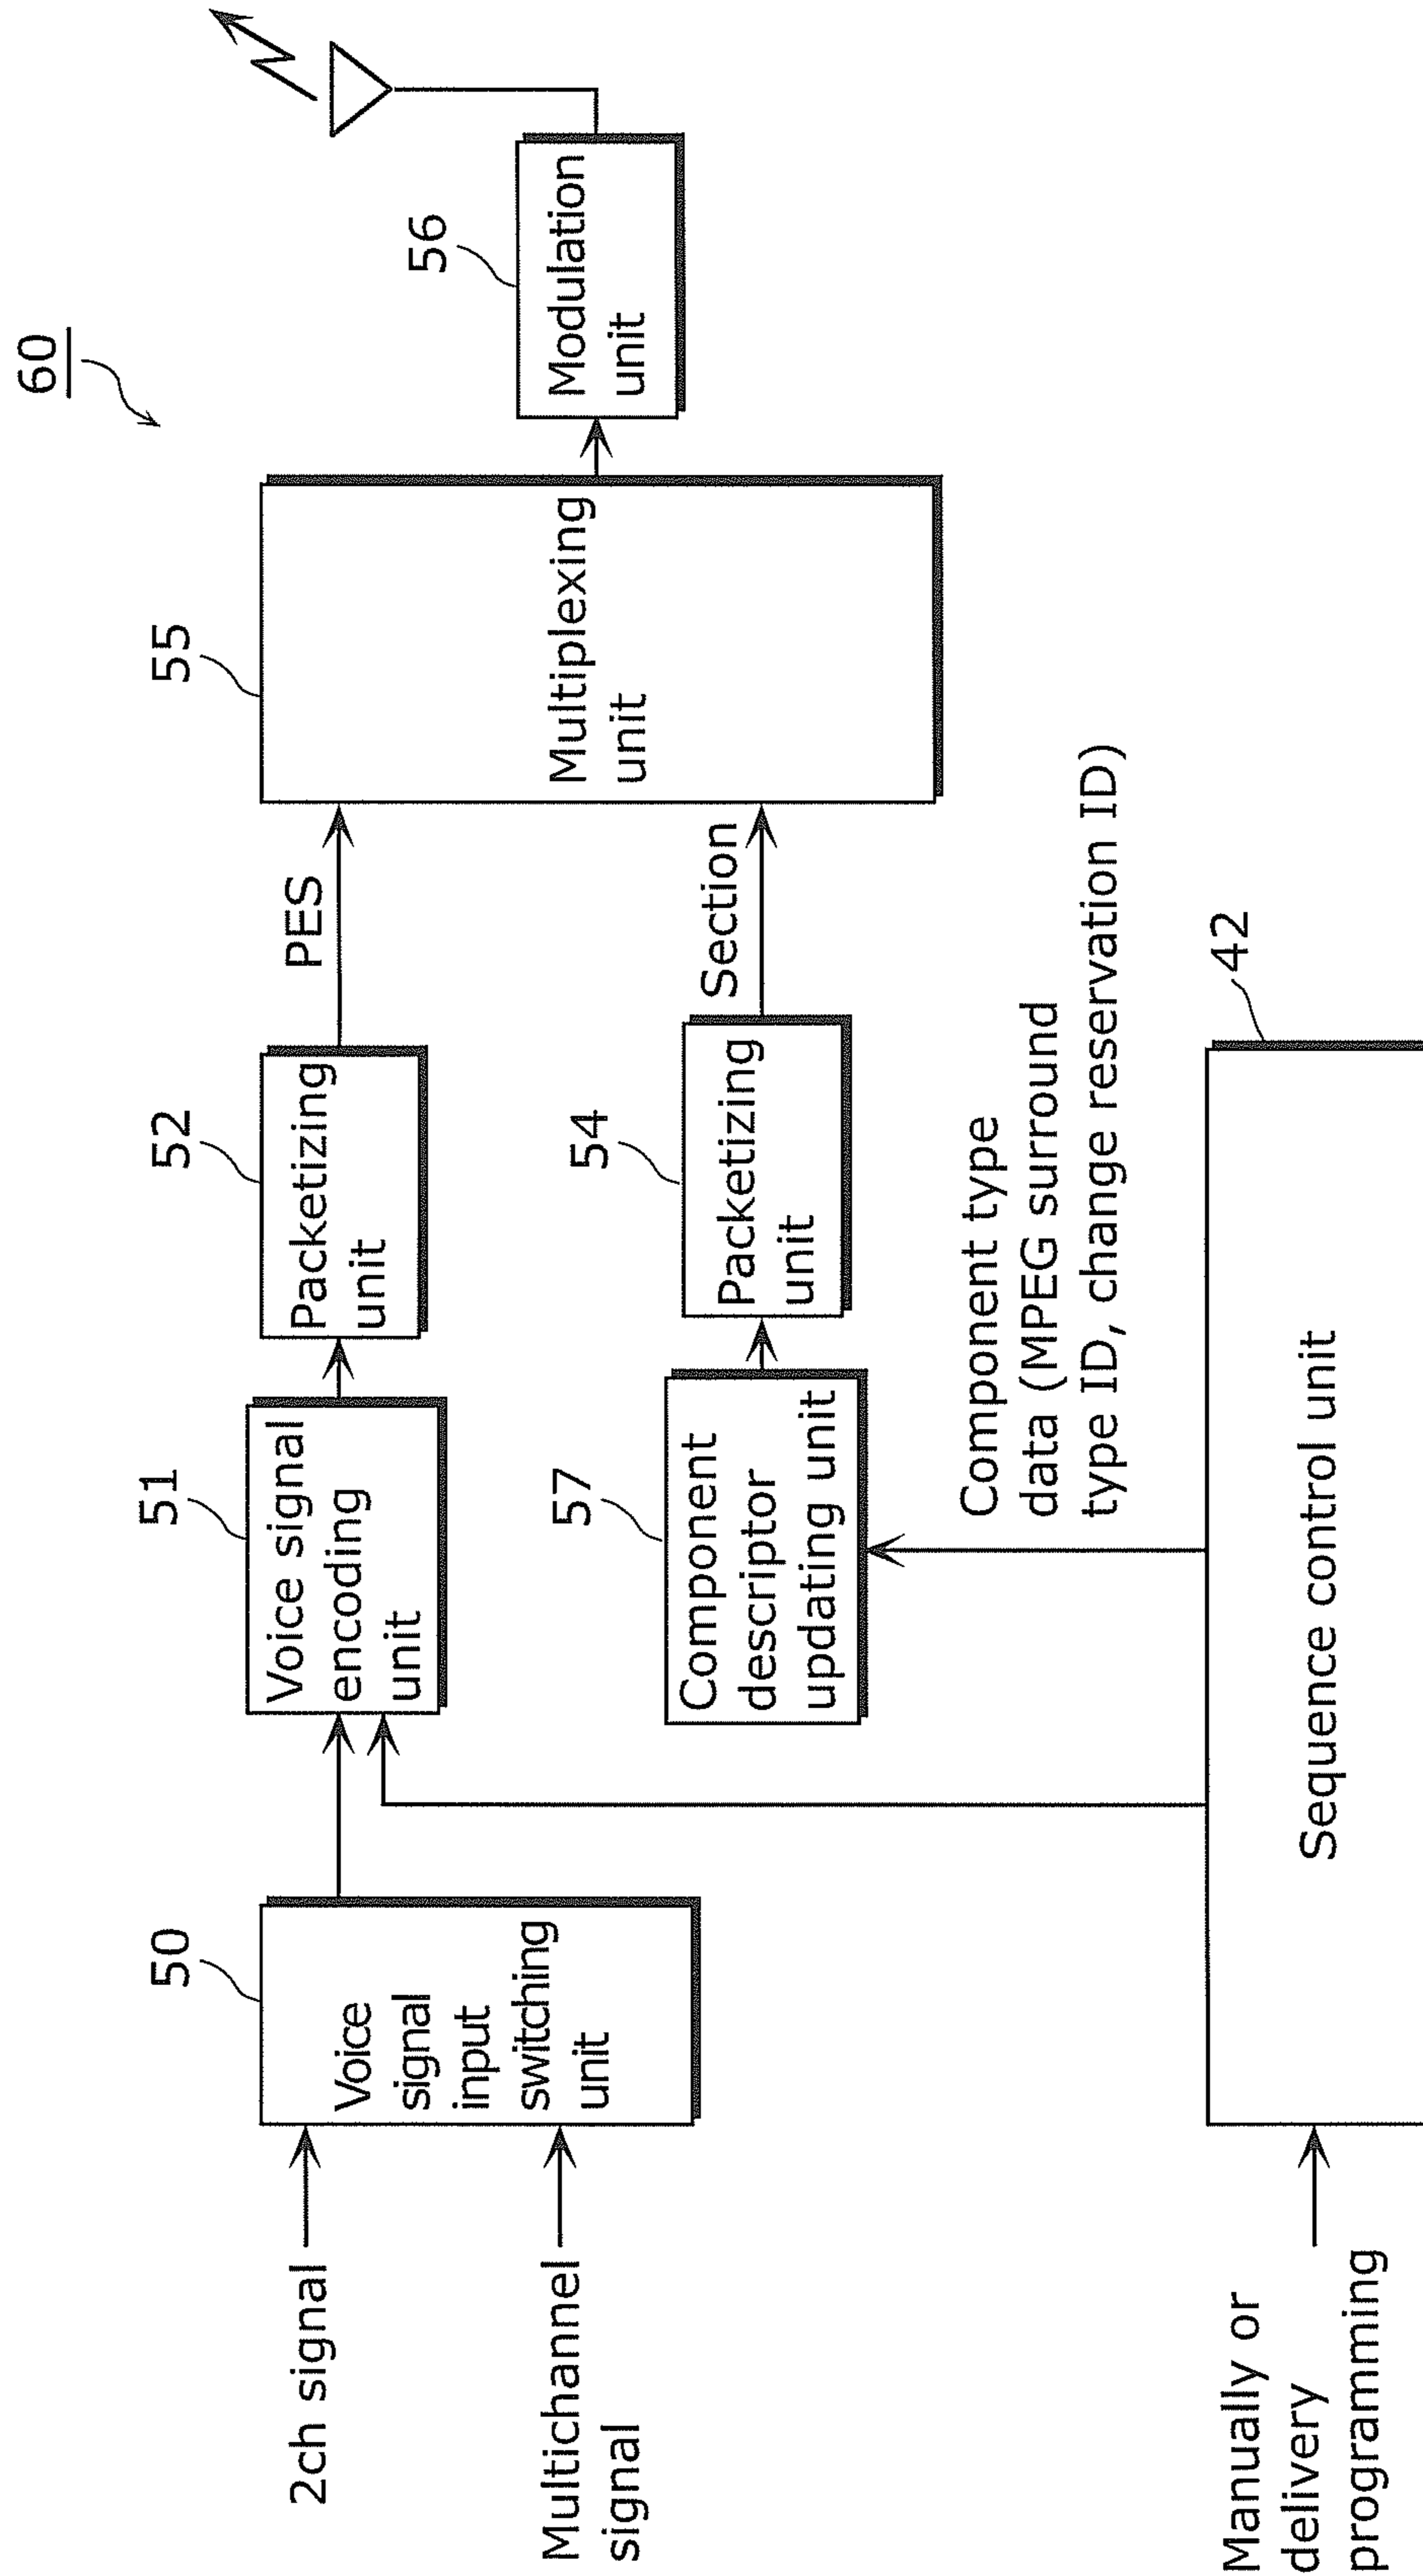 60
2ch signal
Multichannel
signal
50
Voice
signal
input
switching
unit
51
Voice signal
encoding
unit
52
Packetizing
unit
PES
55
Multiplexing
unit
56
Modulation
unit
57
Component
descriptor
updating unit
54
Packetizing
unit
Section
Component type
data (MPEG surround
type ID, change reservation ID)
Manually or
delivery
programming
42
Sequence control unit